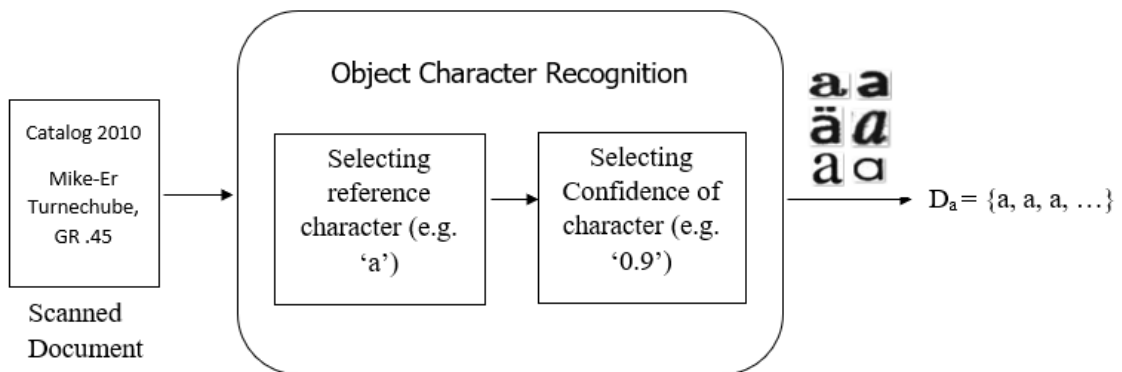 Object Character Recognition
Catalog 2010
Mike-Er
Turnechube,
GR .45
Scanned
Document
Selecting
reference
character (e.g.
‘a’)
Selecting
Confidence of
character (e.g.
‘0.9’)
a a
ä a
a a
Da = {a, a, a, …}